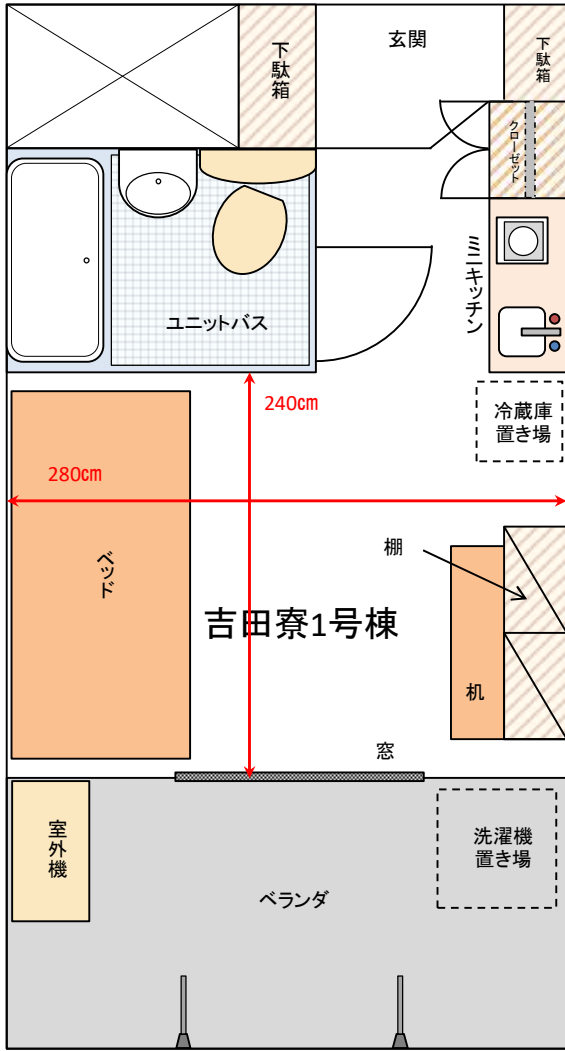 下駄箱
玄関
下駄箱
クローゼット
ミニキッチン
ユニットバス
240㎝
冷蔵庫
置き場
280㎝
棚
ベッド
吉田寮1号棟
机
窓
室外機
洗濯機
置き場
ベランダ